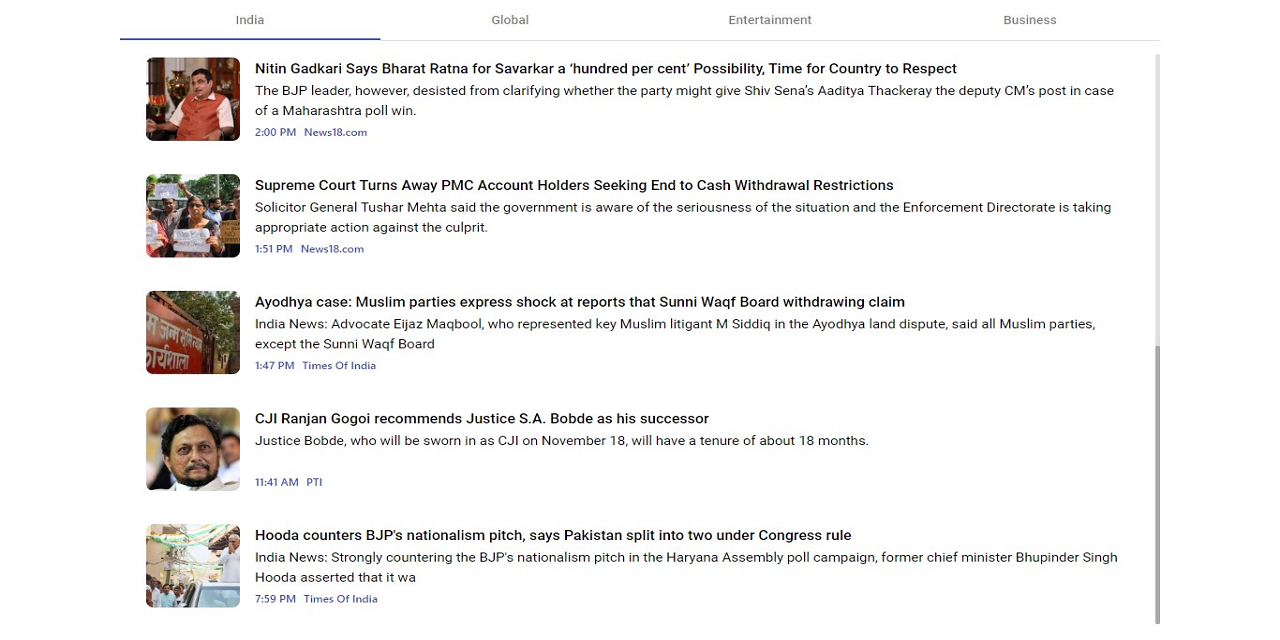 India
Global
Entertainment
Business
Nitin Gadkari Says Bharat Ratna for Savarkar a ‘hundred per cent’ Possibility, Time for Country to Respect
The BJP leader, however, desisted from clarifying whether the party might give Shiv Sena’s Aaditya Thackeray the deputy CM’s post in case
of a Maharashtra poll win.
2:00 PM News18.com
Supreme Court Turns Away PMC Account Holders Seeking End to Cash Withdrawal Restrictions
Solicitor General Tushar Mehta said the government is aware of the seriousness of the situation and the Enforcement Directorate is taking
appropriate action against the culprit.
1:51 PM News18.com
Ayodhya case: Muslim parties express shock at reports that Sunni Waqf Board withdrawing claim
India News: Advocate Eijaz Maqbool, who represented key Muslim litigant M Siddiq in the Ayodhya land dispute, said all Muslim parties,
except the Sunni Waqf Board
1:47 PM Times Of India
जन्म भूमि
कार्यशाला
CJI Ranjan Gogoi recommends Justice S.A. Bobde as his successor
Justice Bobde, who will be sworn in as CJI on November 18, will have a tenure of about 18 months.
11:41 AM PTI
Hooda counters BJP's nationalism pitch, says Pakistan split into two under Congress rule
India News: Strongly countering the BJP's nationalism pitch in the Haryana Assembly poll campaign, former chief minister Bhupinder Singh
Hooda asserted that it wa
7:59 PM Times Of India